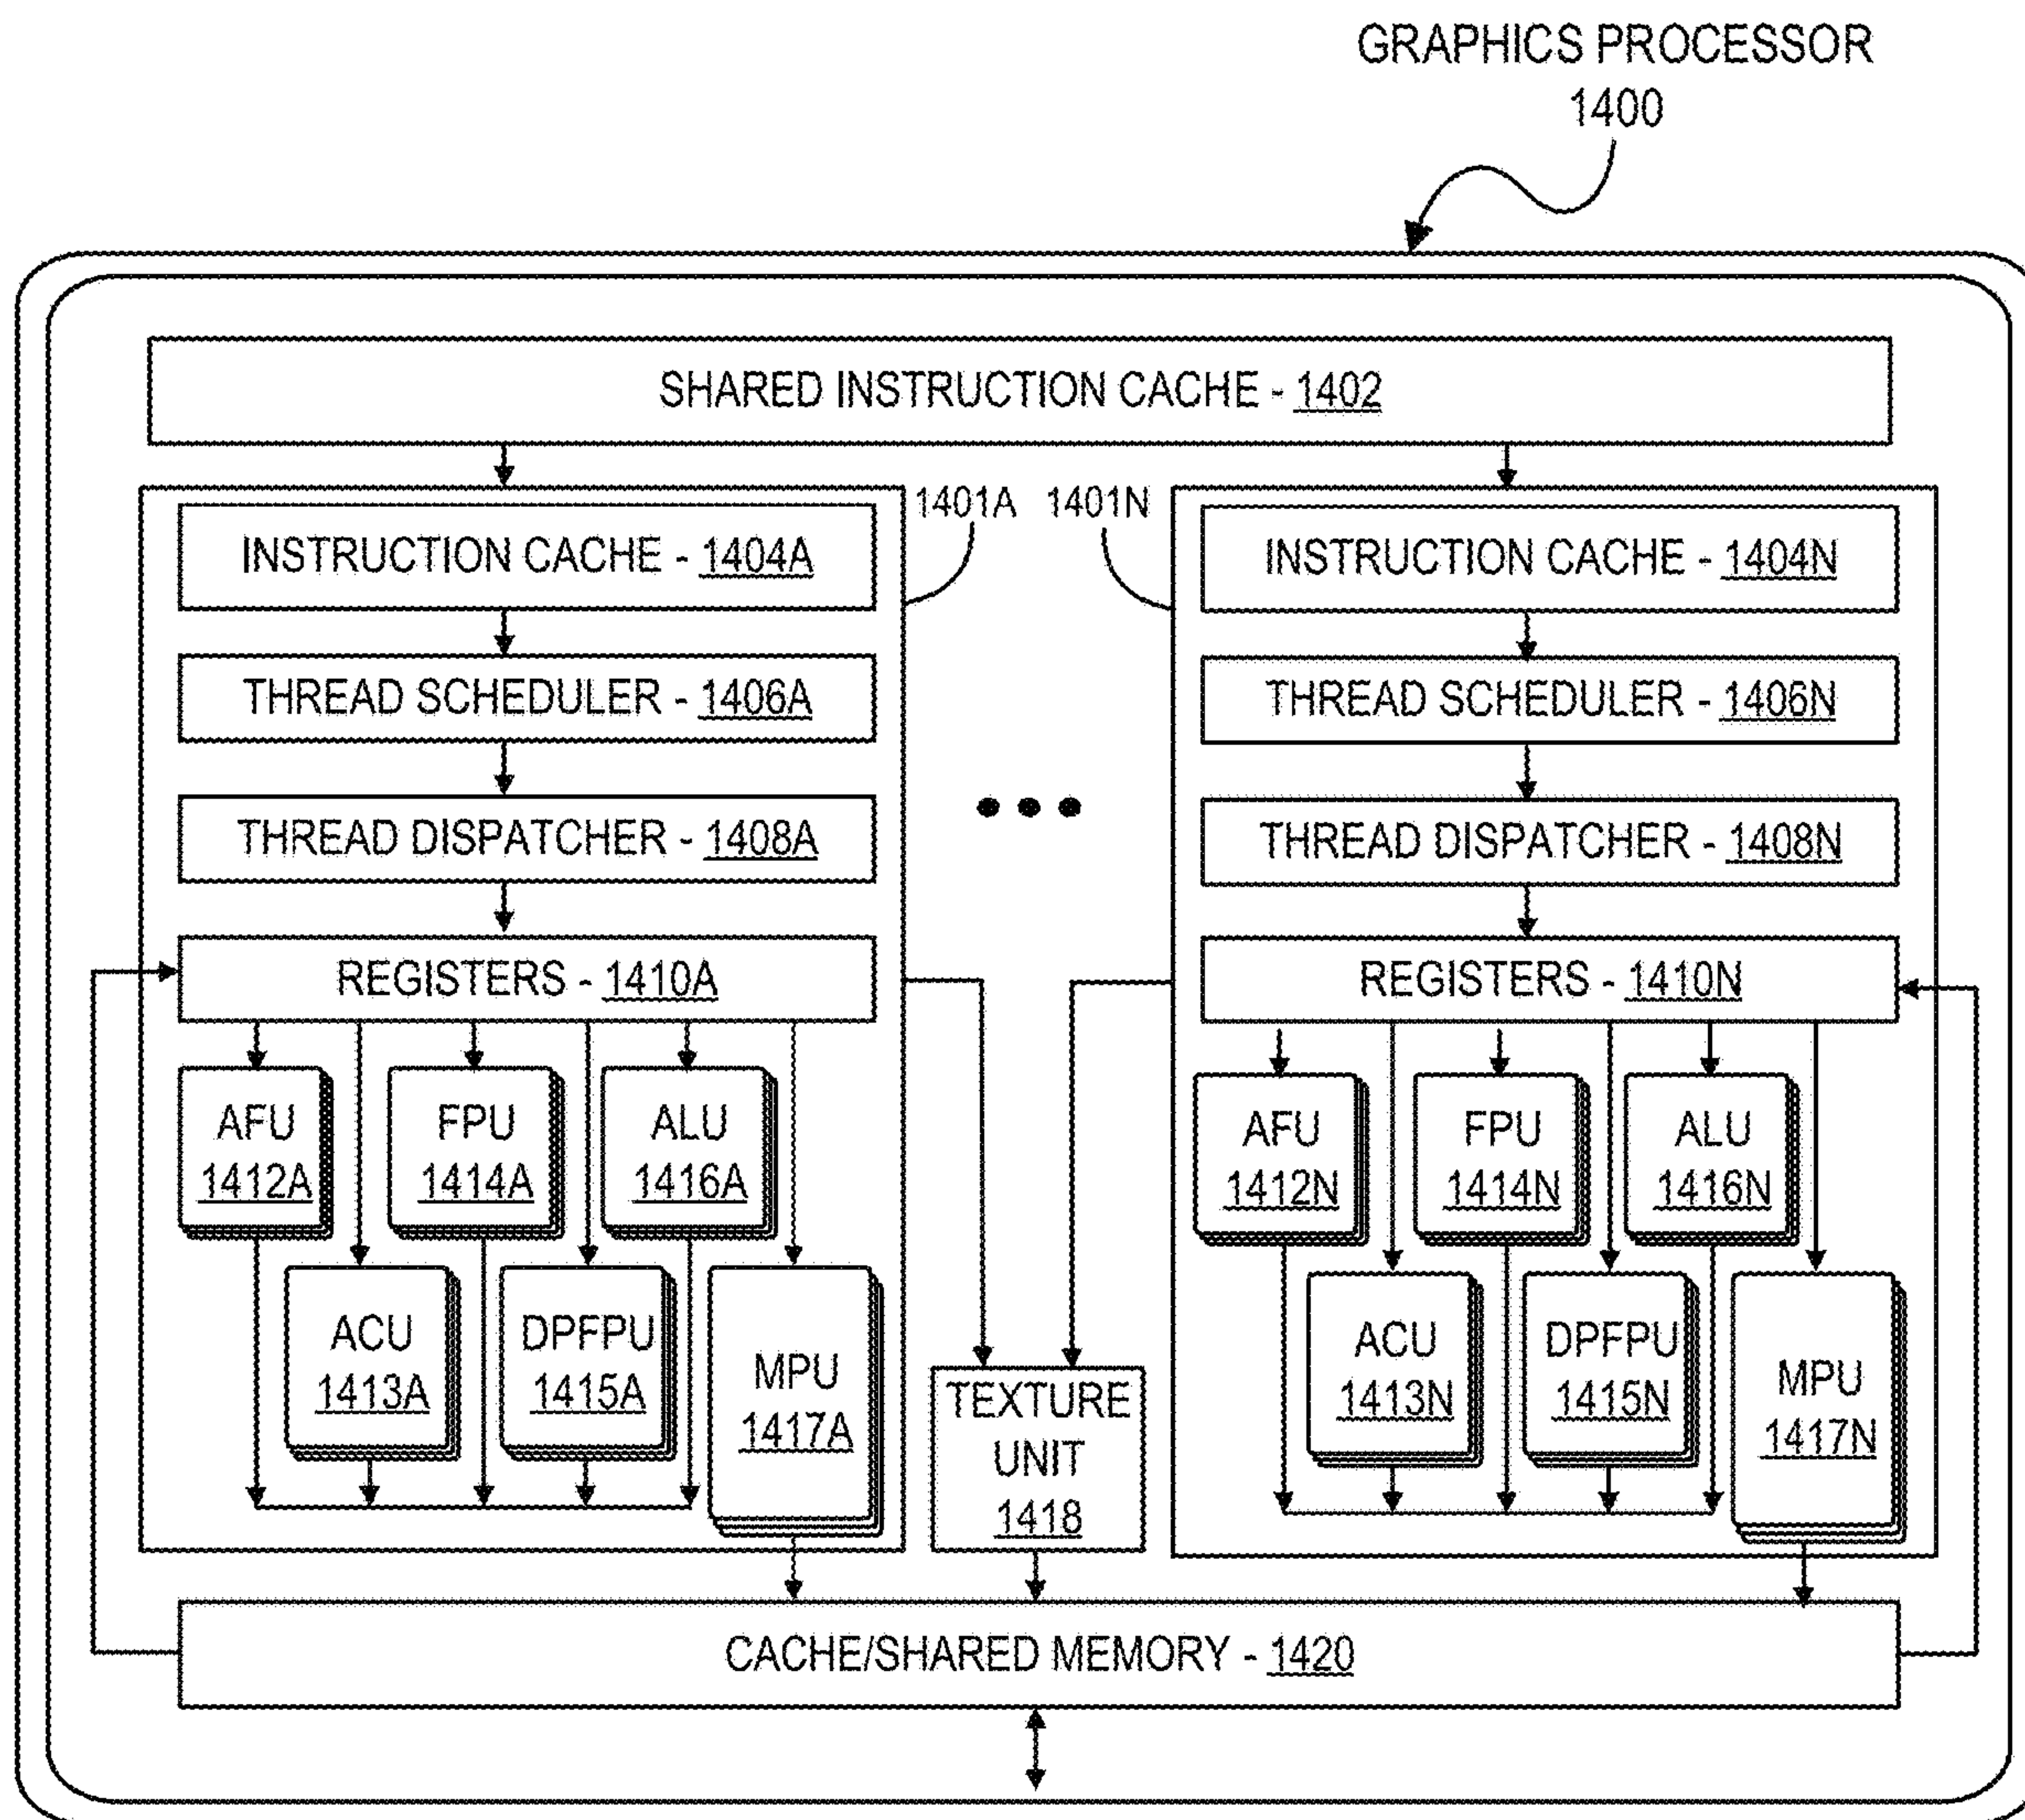 GRAPHICS PROCESSOR
1400
SHARED INSTRUCTION CACHE - 1402
1401A
1401N
INSTRUCTION CACHE - 1404A
THREAD SCHEDULER - 1406A
THREAD DISPATCHER - 1408A
REGISTERS - 1410A
AFU
1412A
FPU
1414A
ALU
1416A
ACU
1413A
DPFPU
1415A
MPU
1417A
TEXTURE
UNIT
1418
INSTRUCTION CACHE - 1404N
THREAD SCHEDULER - 1406N
THREAD DISPATCHER - 1408N
REGISTERS - 1410N
AFU
1412N
FPU
1414N
ALU
1416N
ACU
1413N
DPFPU
1415N
MPU
1417N
CACHE/SHARED MEMORY - 1420